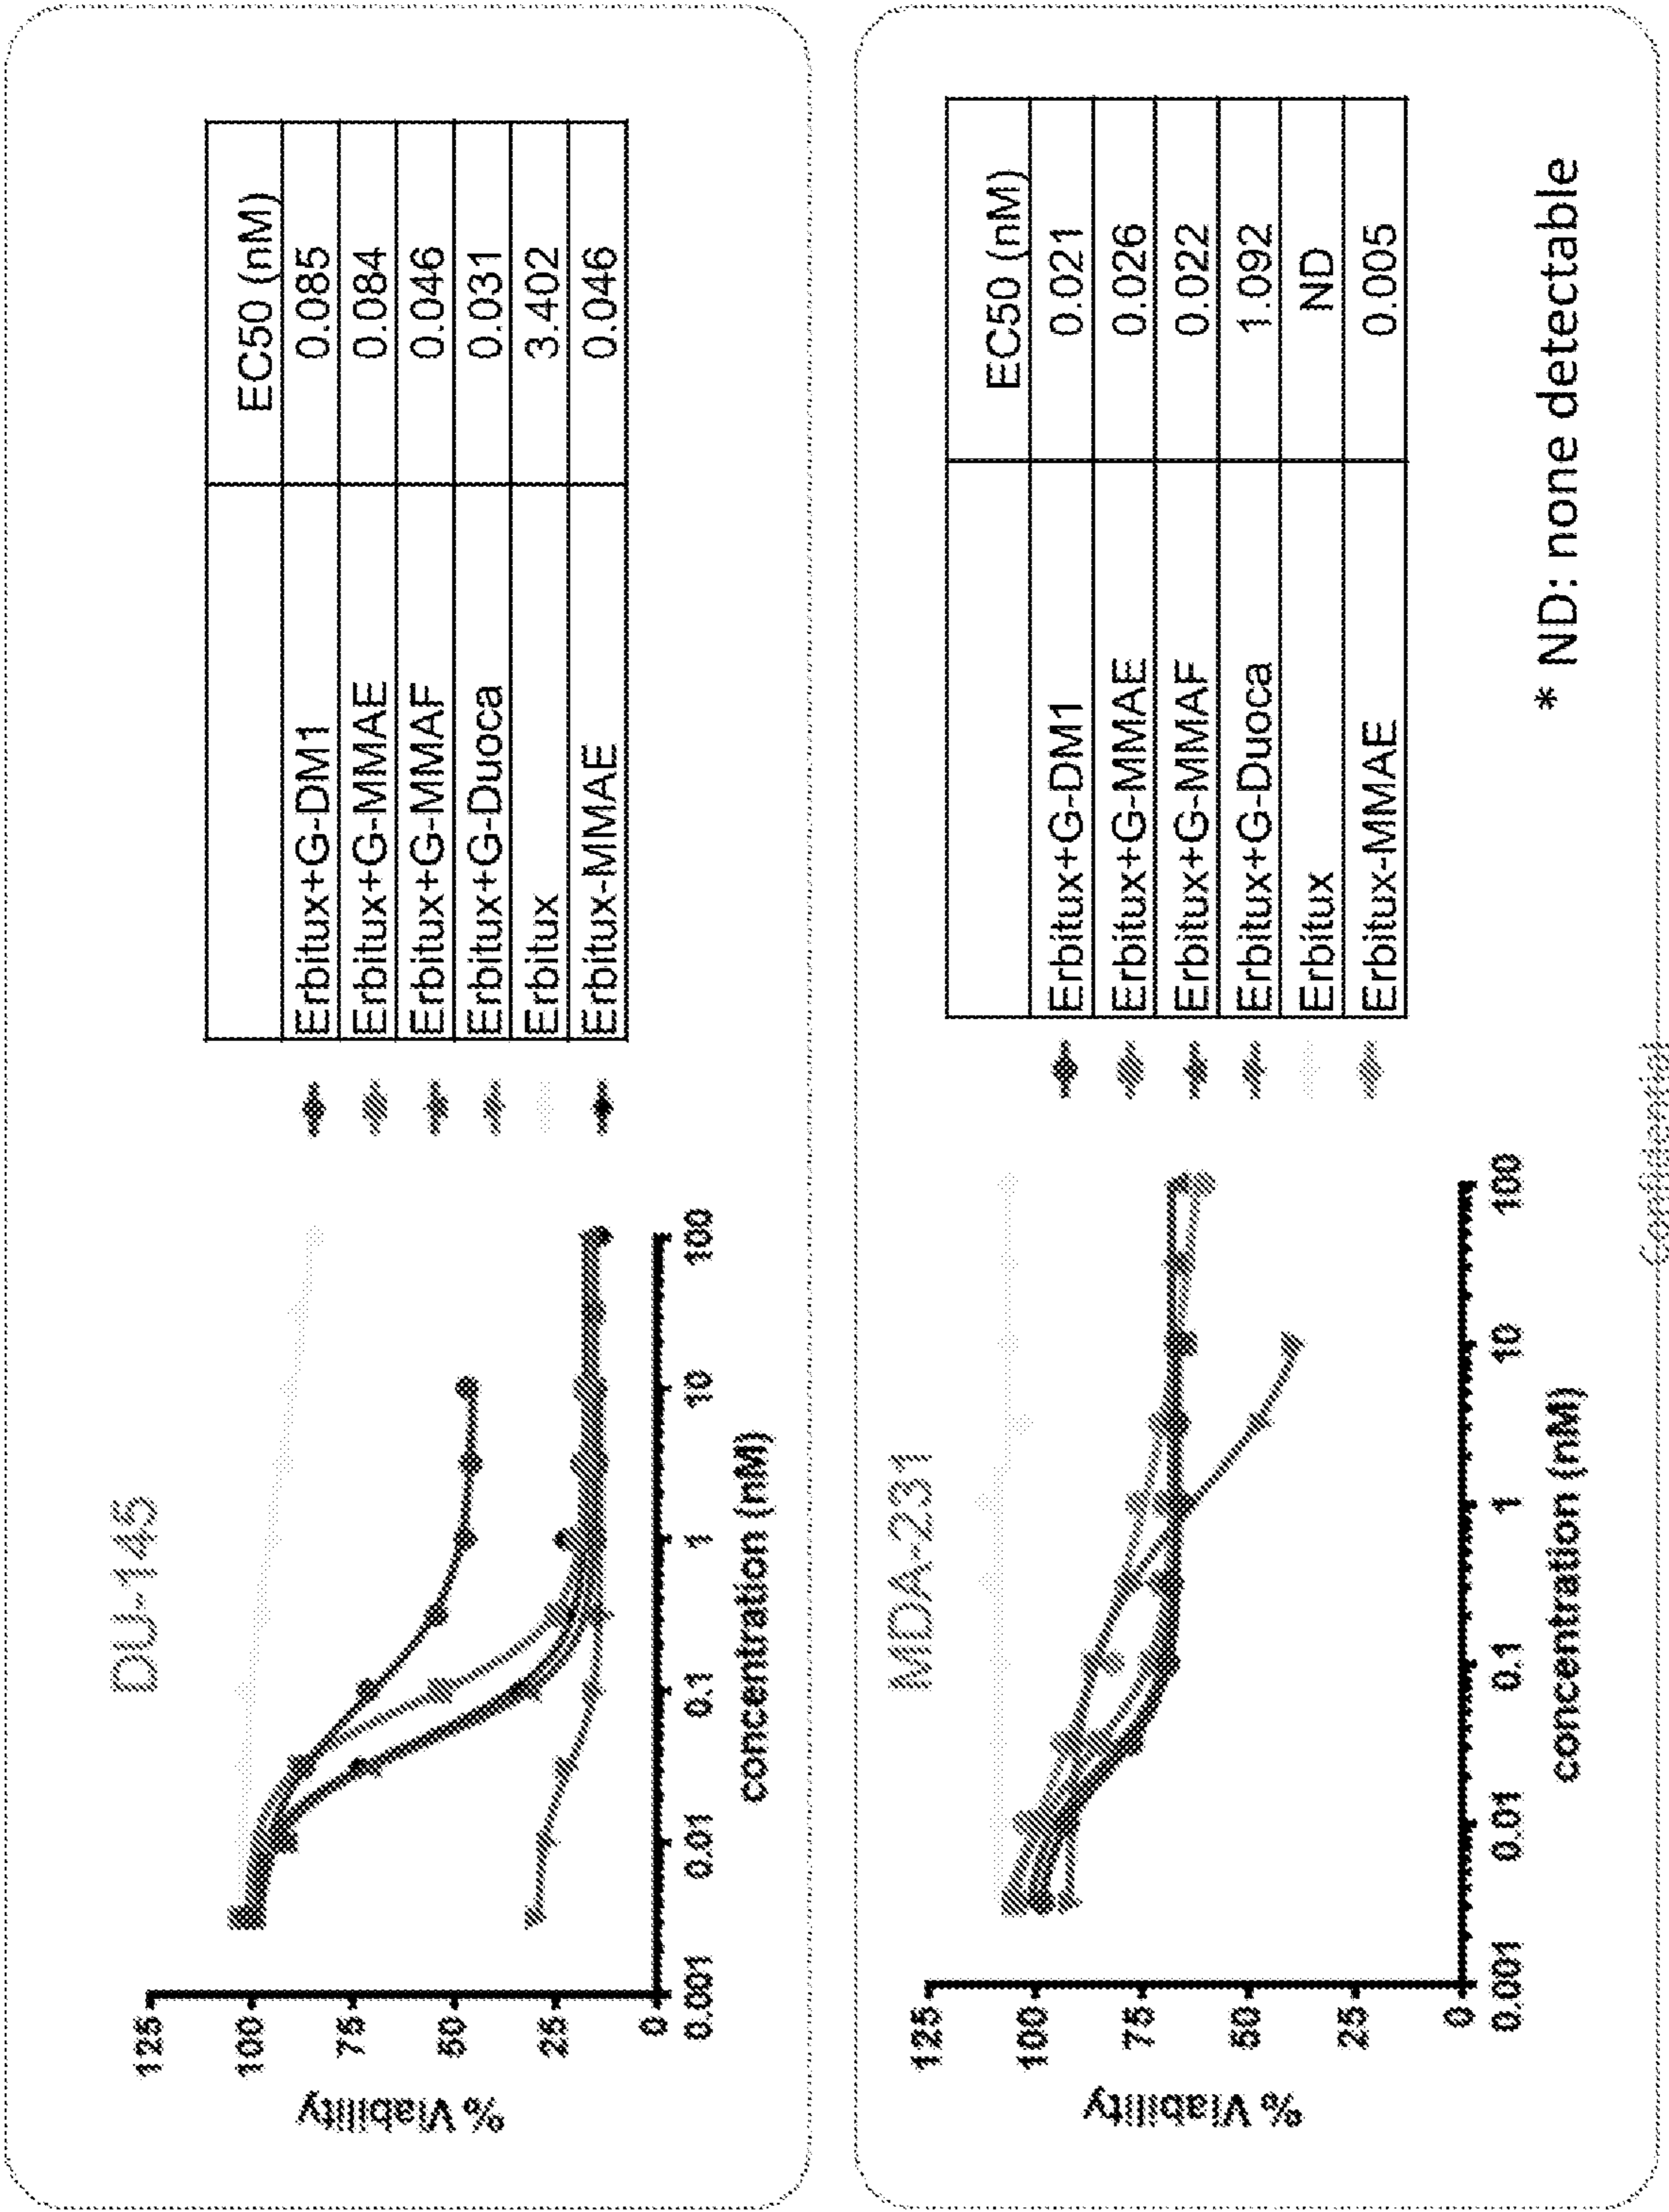 DU-145
% Viability
125
100
75
50
25
0
0.001
0.01
0.1
1
10
100
concentration (nM)
EC50 (nM)
Erbitux+G-DM1 0.085
Erbitux+G-MMAE 0.084
Erbitux+G-MMAF 0.046
Erbitux+G-Duoca 0.031
Erbitux 3.402
Erbitux-MMAE 0.046
MDA-231
% Viability
125
100
75
50
25
0
0.001
0.01
0.1
1
10
100
concentration (nM)
EC50 (nM)
Erbitux+G-DM1 0.021
Erbitux+G-MMAE 0.026
Erbitux+G-MMAF 0.022
Erbitux+G-Duoca 1.092
Erbitux ND
Erbitux-MMAE 0.005
* ND: none detectable
Confidential